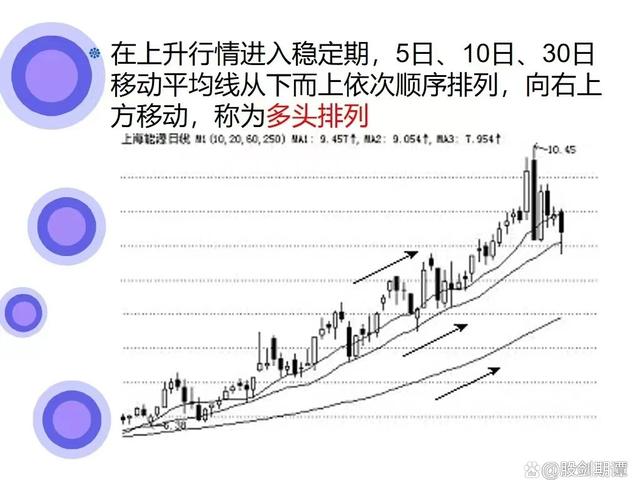 在上升行情进入稳定期，5日、10日、30日
移动平均线从下而上依次顺序排列，向右上
方移动，称为多头排列
上海能源日线 M1(10,20,60,250) MA1: 9.457↑, MA2: 9.054↑, MA3: 7.954↑
10.45
6.38
@股剑期谭